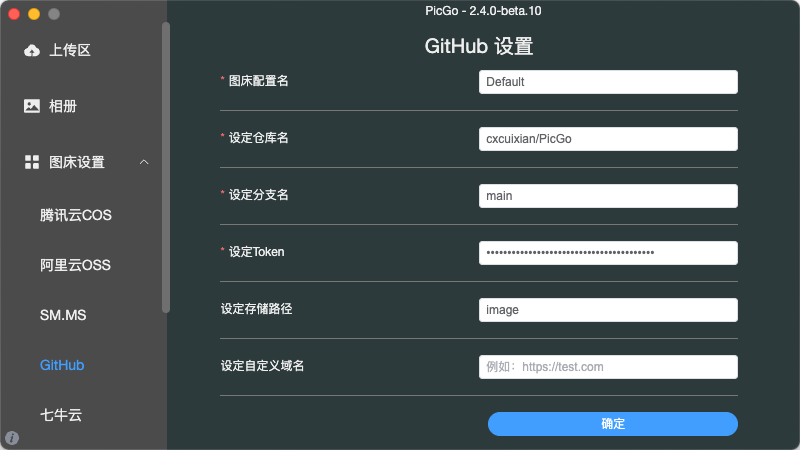 PicGo - 2.4.0-beta.10
上传区
相册
图床设置
腾讯云COS
阿里云OSS
SM.MS
GitHub
七牛云
GitHub 设置
* 图床配置名
Default
* 设定仓库名
cxcuixian/PicGo
* 设定分支名
main
* 设定Token
••••••••••••••••••••••••••••••••••••••••
设定存储路径
image
设定自定义域名
例如：https://test.com
确定